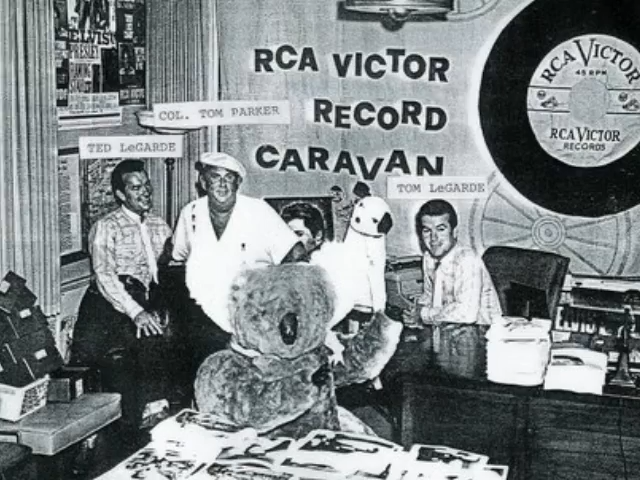 ELVIS
PRESLEY
RCA VICTOR
RECORD
CARAVAN
COL. TOM PARKER
TED LeGARDE
TOM LeGARDE
RCA VICTOR
45 RPM
RCA VICTOR
RECORDS